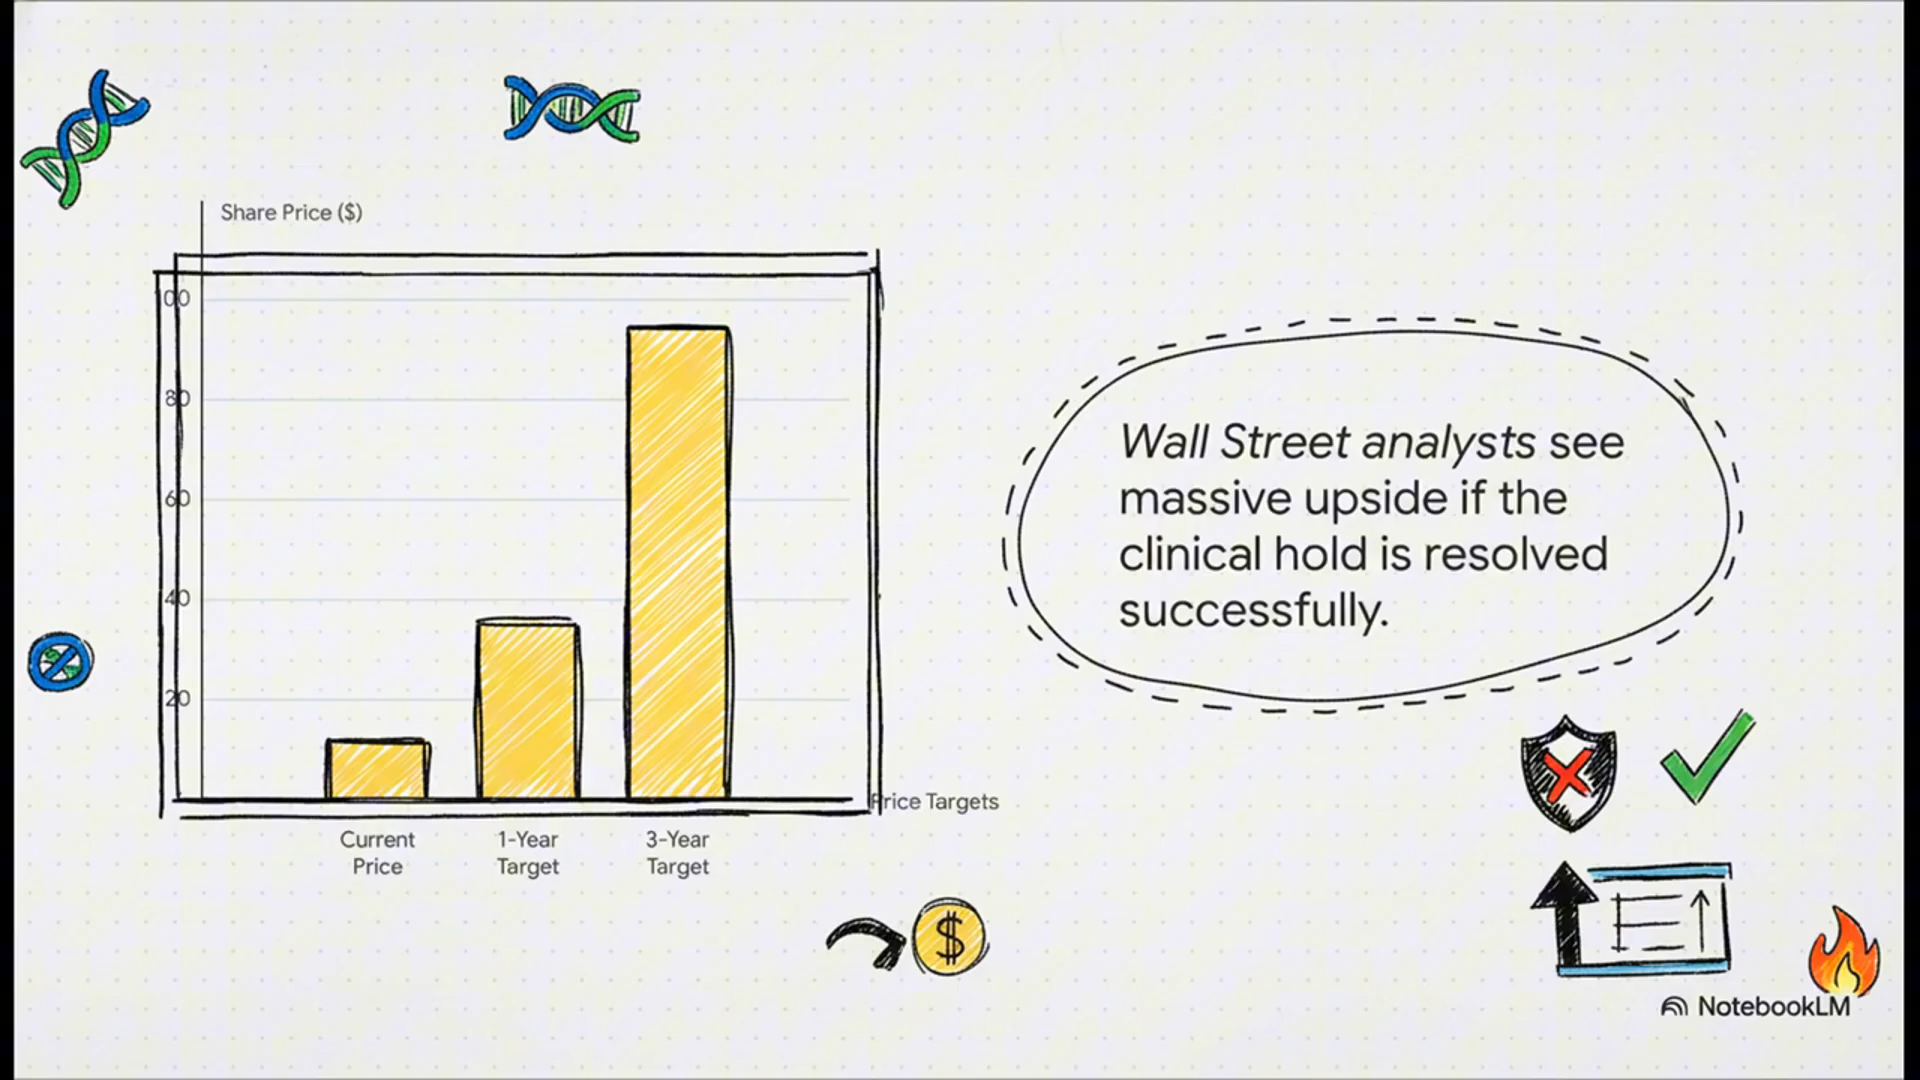 Share Price ($)
100
80
60
40
20
Current
Price
1-Year
Target
3-Year
Target
Price Targets
Wall Street analysts see
massive upside if the
clinical hold is resolved
successfully.
NotebookLM